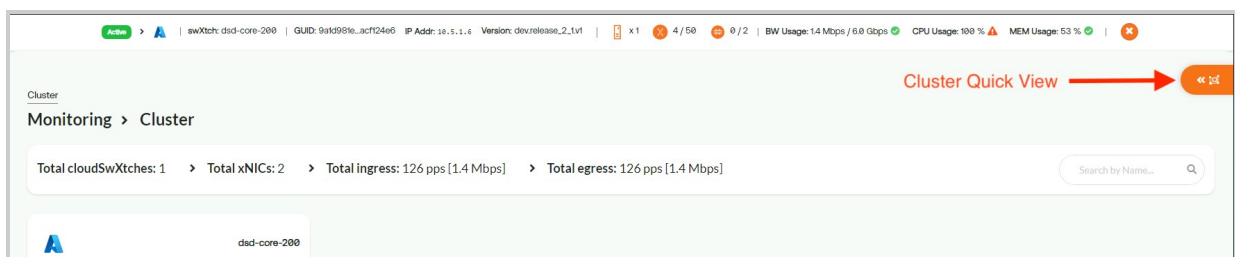 Active > | swXtch: dsd-core-200 | GUID: 9a1d981e...acf124e6 IP Addr: 10.5.1.6 Version: dev.release_2_1.v1 | x 1 4 / 50 0 / 2 | BW Usage: 1.4 Mbps / 6.0 Gbps CPU Usage: 100 % MEM Usage: 53 % |
Cluster Quick View
Cluster
Monitoring > Cluster
Total cloudSwXtches: 1 > Total xNICs: 2 > Total ingress: 126 pps [1.4 Mbps] > Total egress: 126 pps [1.4 Mbps] Search by Name...
dsd-core-200